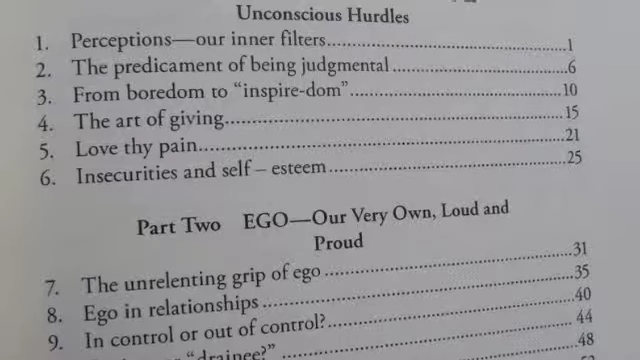 Unconscious Hurdles
1. Perceptions—our inner filters..........1
2. The predicament of being judgmental..........6
3. From boredom to “inspire-dom”..........10
4. The art of giving..........15
5. Love thy pain..........21
6. Insecurities and self – esteem..........25
Part Two EGO—Our Very Own, Loud and
Proud
7. The unrelenting grip of ego..........31
8. Ego in relationships..........35
9. In control or out of control?..........40
44
“drainee?”..........48